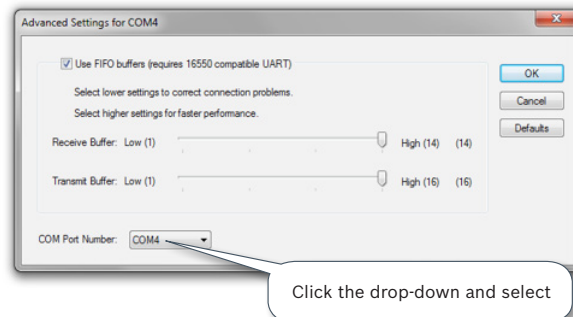 Advanced Settings for COM4
Use FIFO buffers (requires 16550 compatible UART)
OK
Select lower settings to correct connection problems.
Cancel
Select higher settings for faster performance.
Defaults
Receive Buffer: Low (1) High (14) (14)
Transmit Buffer: Low (1) High (16) (16)
COM Port Number: COM4
Click the drop-down and select